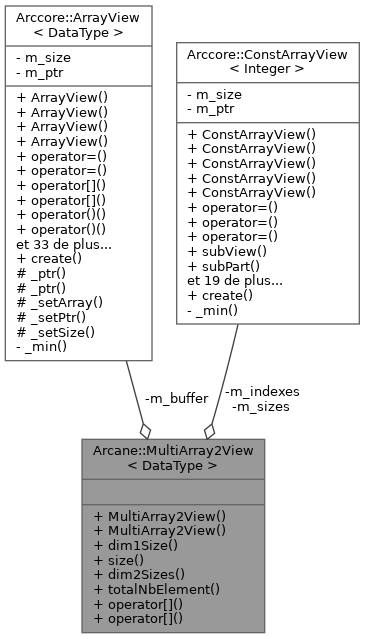 Arccore::ArrayView
< DataType >
- m_size
- m_ptr
+ ArrayView()
+ ArrayView()
+ ArrayView()
+ ArrayView()
+ operator=()
+ operator=()
+ operator[]()
+ operator[]()
+ operator()()
+ operator()()
et 33 de plus...
+ create()
# _ptr()
# _ptr()
# _setArray()
# _setPtr()
# _setSize()
- _min()
Arccore::ConstArrayView
< Integer >
- m_size
- m_ptr
+ ConstArrayView()
+ ConstArrayView()
+ ConstArrayView()
+ ConstArrayView()
+ ConstArrayView()
+ operator=()
+ operator=()
+ operator=()
+ subView()
+ subPart()
et 19 de plus...
+ create()
- _min()
-m_buffer
-m_indexes
-m_sizes
Arcane::MultiArray2View
< DataType >
+ MultiArray2View()
+ MultiArray2View()
+ dim1Size()
+ size()
+ dim2Sizes()
+ totalNbElement()
+ operator[]()
+ operator[]()